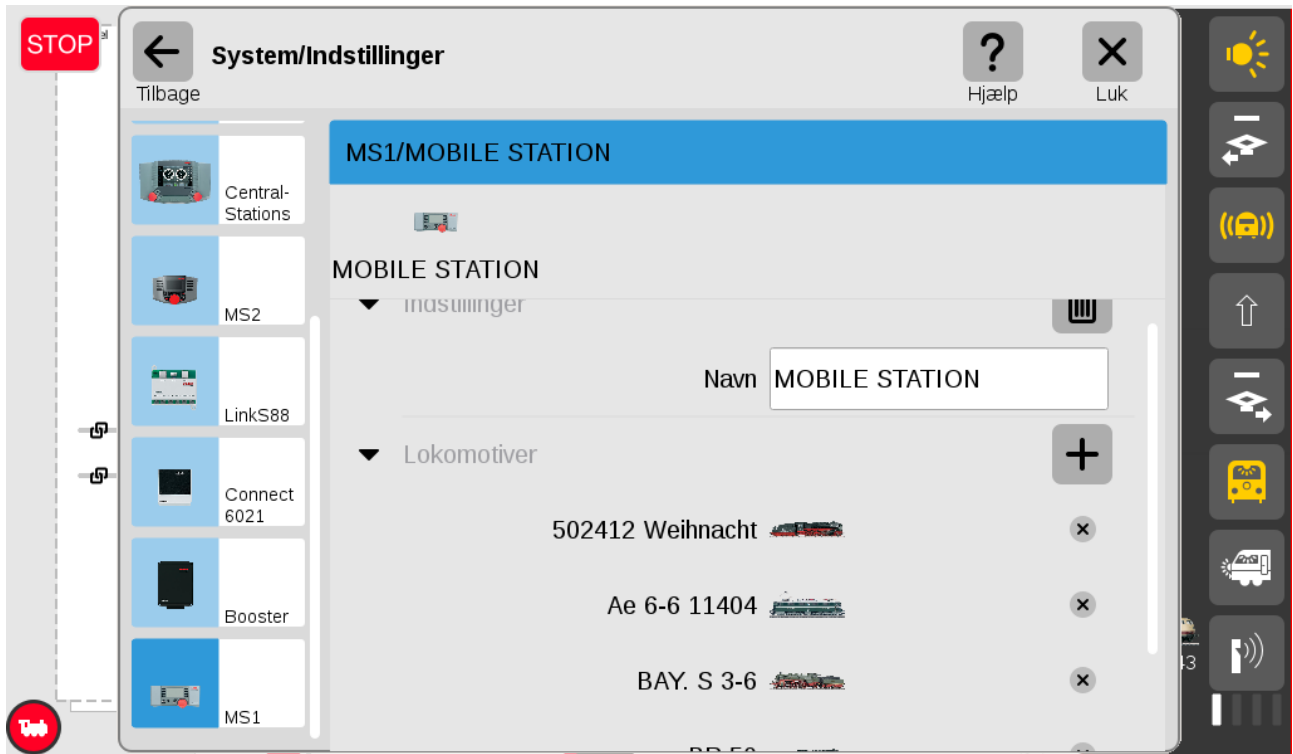 STOP
System/Indstillinger
Tilbage
Hjælp
Luk
Central-
Stations
MS2
LinkS88
Connect
6021
Booster
MS1
MS1/MOBILE STATION
MOBILE STATION
Indstillinger
Navn MOBILE STATION
Lokomotiver
502412 Weihnacht
Ae 6-6 11404
BAY. S 3-6